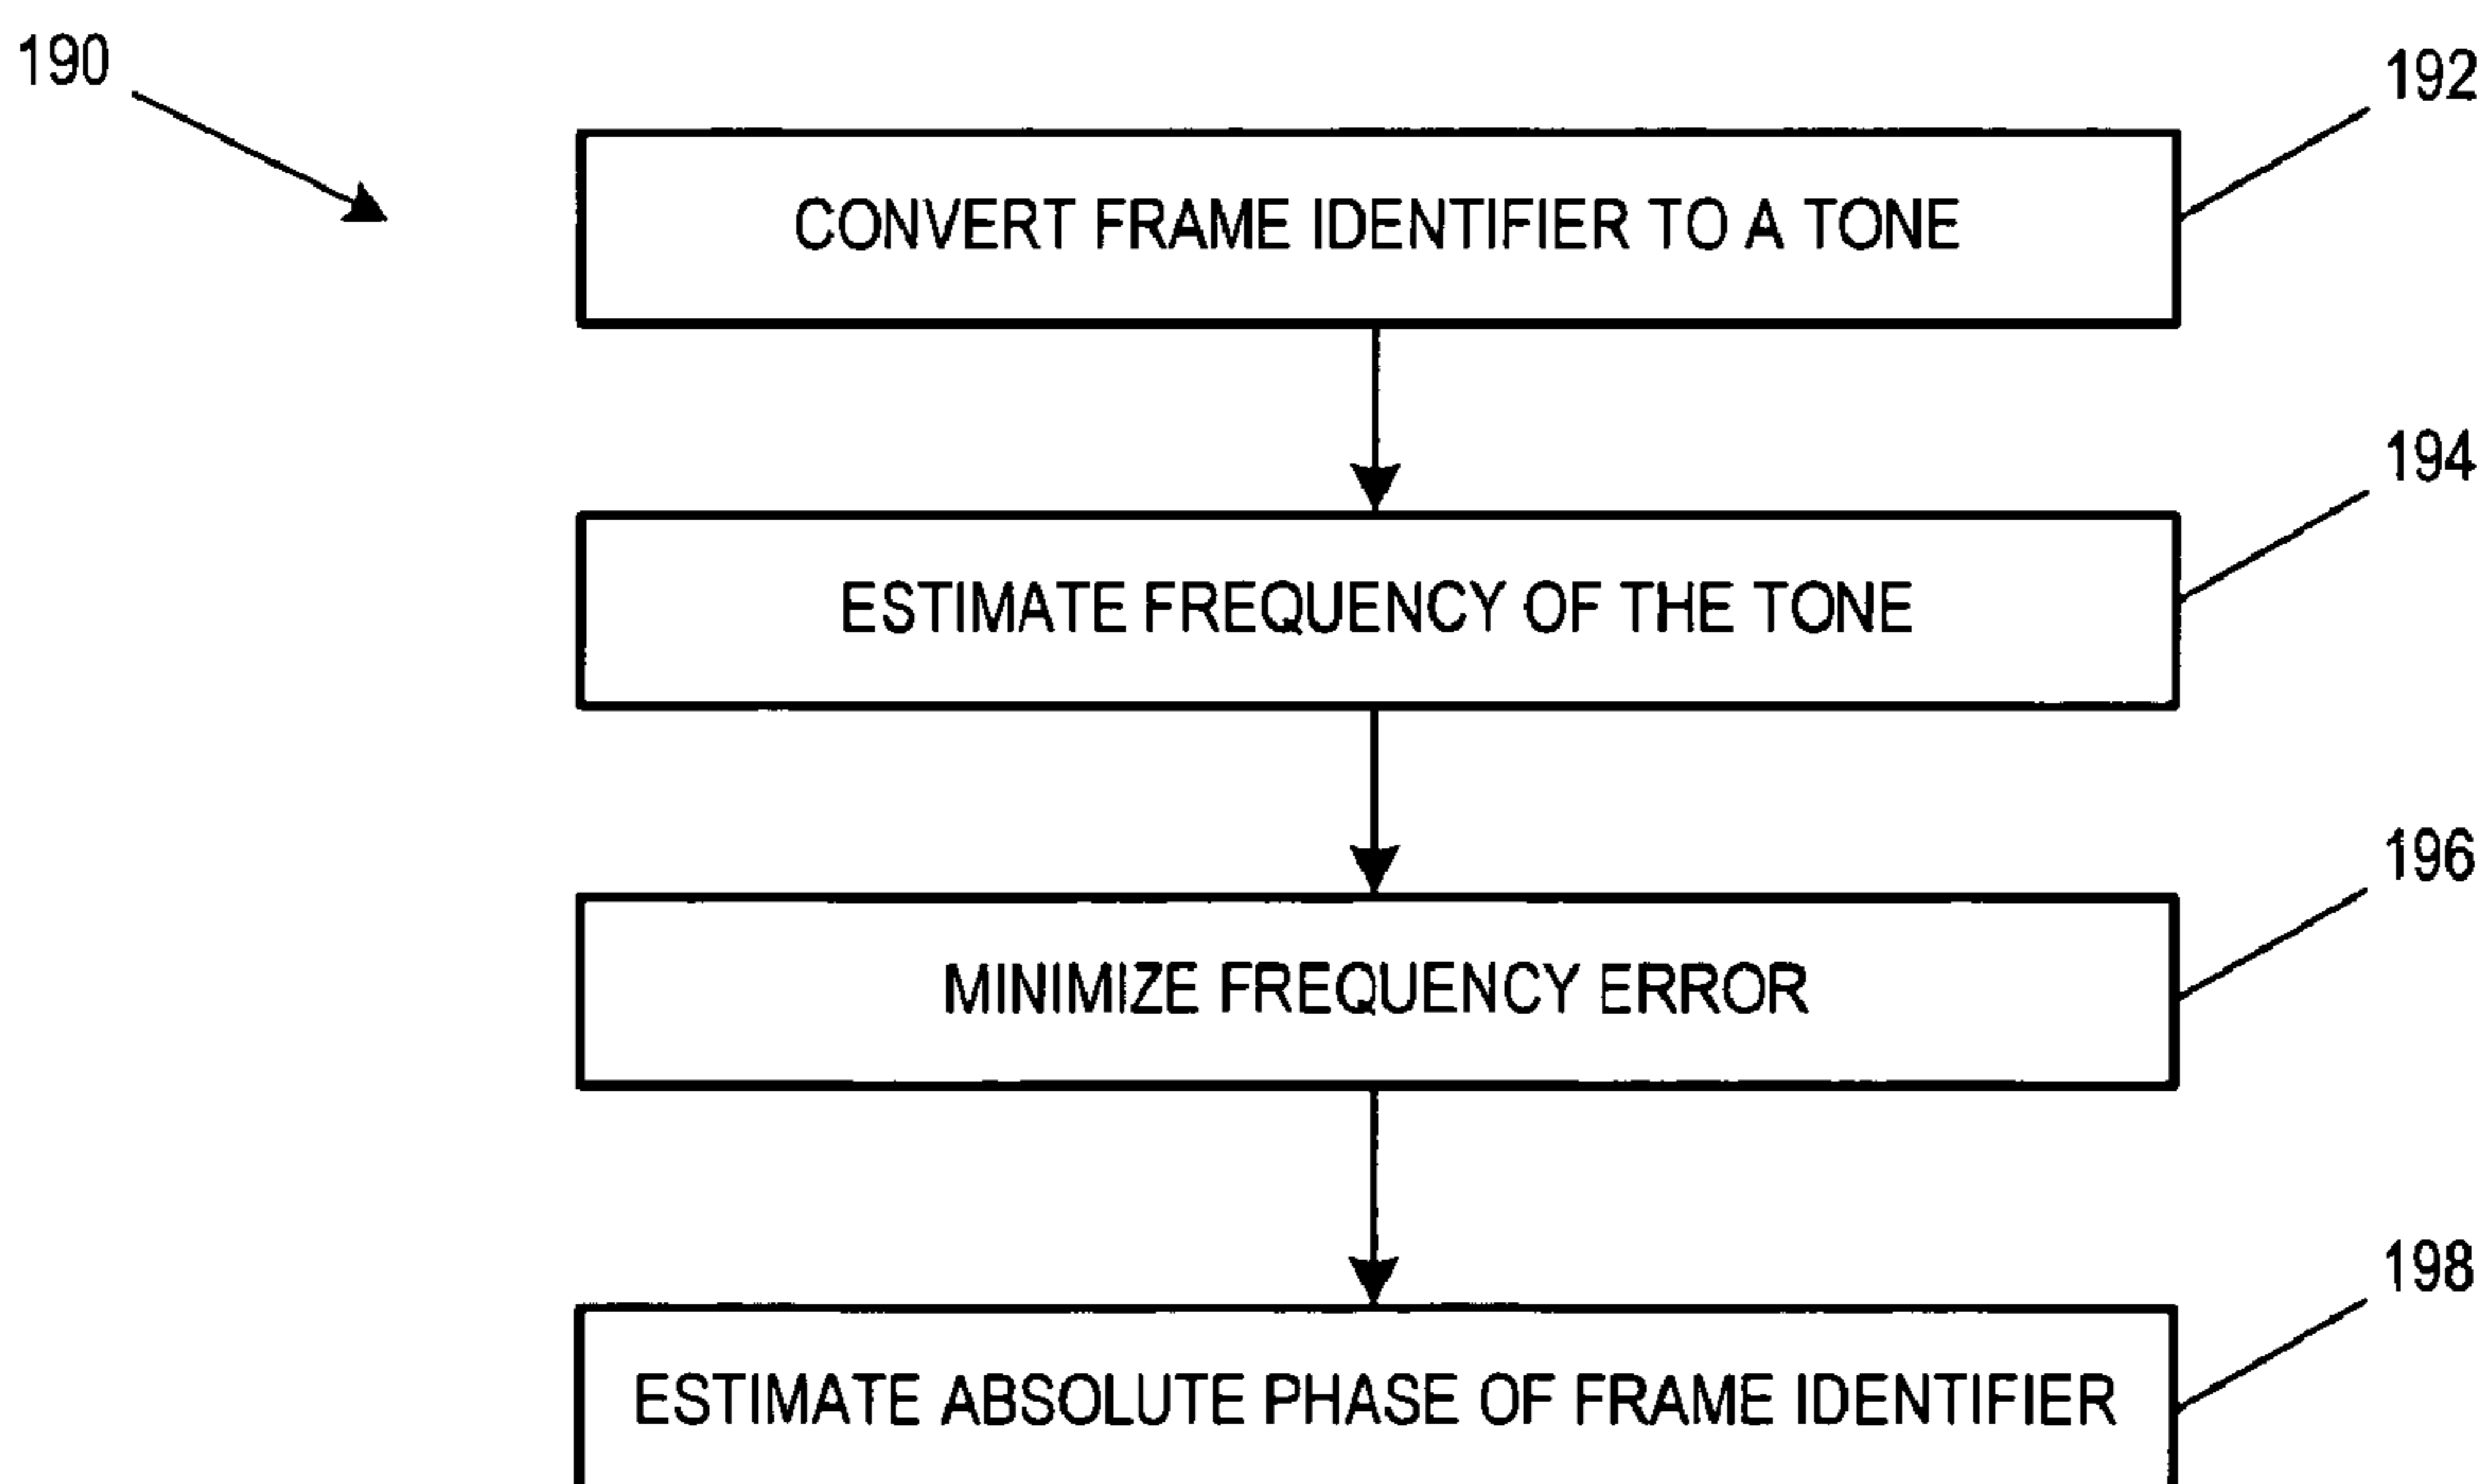 190
192
CONVERT FRAME IDENTIFIER TO A TONE
194
ESTIMATE FREQUENCY OF THE TONE
196
MINIMIZE FREQUENCY ERROR
198
ESTIMATE ABSOLUTE PHASE OF FRAME IDENTIFIER